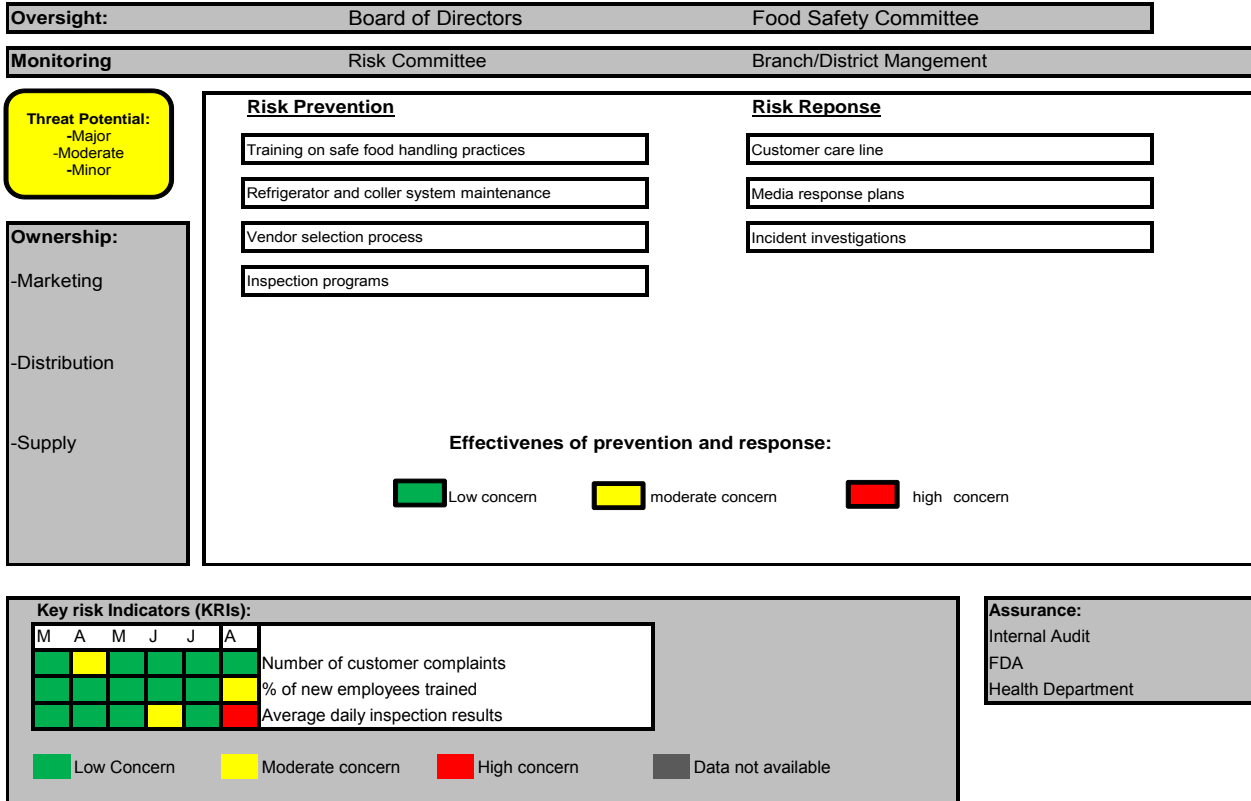 Oversight: Board of Directors Food Safety Committee
Monitoring Risk Committee Branch/District Mangement
Threat Potential:
-Major
-Moderate
-Minor
Ownership:
-Marketing
-Distribution
-Supply
Risk Prevention
Training on safe food handling practices
Refrigerator and coller system maintenance
Vendor selection process
Inspection programs
Risk Reponse
Customer care line
Media response plans
Incident investigations
Effectivenes of prevention and response:
Low concern moderate concern high concern
Key risk Indicators (KRIs):
M A M J J A
Number of customer complaints
% of new employees trained
Average daily inspection results
Low Concern Moderate concern High concern Data not available
Assurance:
Internal Audit
FDA
Health Department